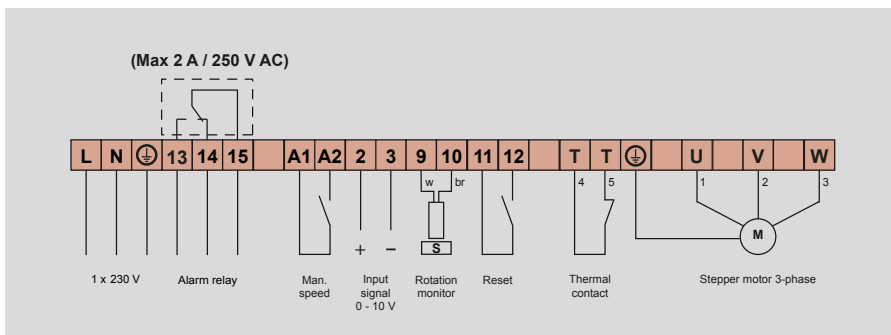 (Max 2 A / 250 V AC)
L N 13 14 15 A1 A2 2 3 9 10 11 12 T T U V W
w br 4 5 1 2 3
+ – S M
1 x 230 V Alarm relay Man. speed Input signal 0 - 10 V Rotation monitor Reset Thermal contact Stepper motor 3-phase